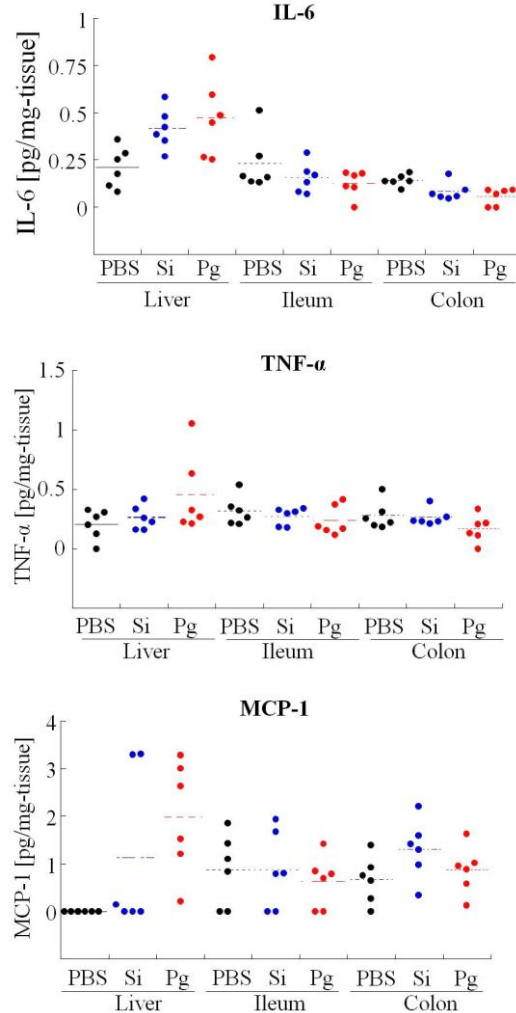 IL-6
1
0.75
0.5
0.25
0
IL-6 [pg/mg-tissue]
PBS Si Pg PBS Si Pg PBS Si Pg
Liver Ileum Colon
TNF-α
1.5
1
0.5
0
TNF-α [pg/mg-tissue]
PBS Si Pg PBS Si Pg PBS Si Pg
Liver Ileum Colon
MCP-1
4
3
2
1
0
MCP-1 [pg/mg-tissue]
PBS Si Pg PBS Si Pg PBS Si Pg
Liver Ileum Colon